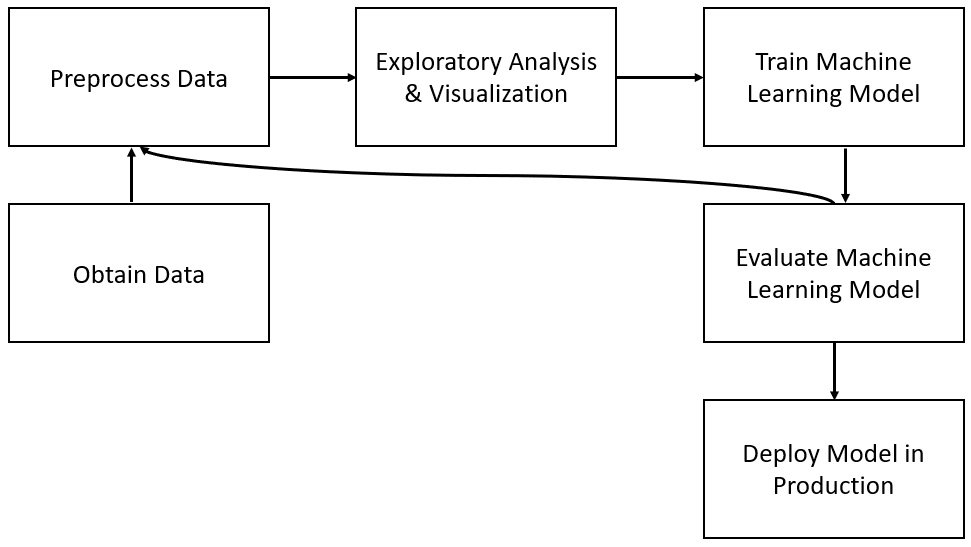 Preprocess Data
Exploratory Analysis
& Visualization
Train Machine
Learning Model
Obtain Data
Evaluate Machine
Learning Model
Deploy Model in
Production